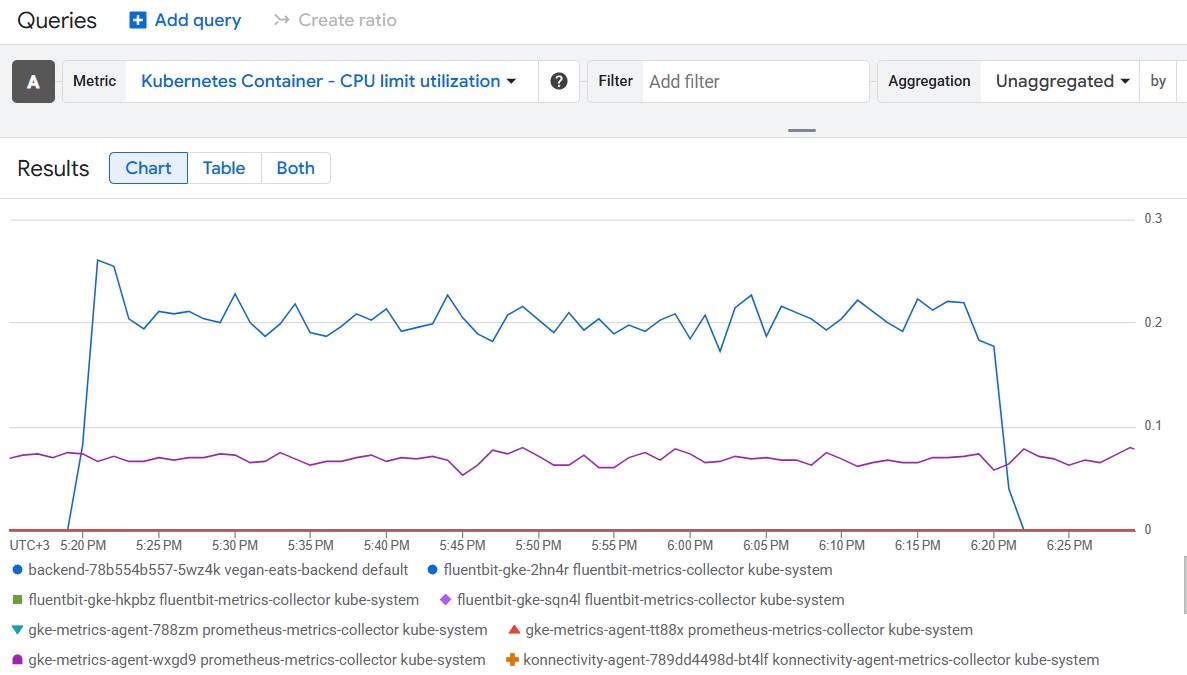 Queries Add query Create ratio
A Metric Kubernetes Container - CPU limit utilization ? Filter Add filter Aggregation Unaggregated by
Results Chart Table Both
0.3
0.2
0.1
0
UTC+3 5:20 PM 5:25 PM 5:30 PM 5:35 PM 5:40 PM 5:45 PM 5:50 PM 5:55 PM 6:00 PM 6:05 PM 6:10 PM 6:15 PM 6:20 PM 6:25 PM
backend-78b554b557-5wz4k vegan-eats-backend default fluentbit-gke-2hn4r fluentbit-metrics-collector kube-system
fluentbit-gke-hkpbz fluentbit-metrics-collector kube-system fluentbit-gke-sqn4l fluentbit-metrics-collector kube-system
gke-metrics-agent-788zm prometheus-metrics-collector kube-system gke-metrics-agent-tt88x prometheus-metrics-collector kube-system
gke-metrics-agent-wxgd9 prometheus-metrics-collector kube-system konnectivity-agent-789dd4498d-bt4lf konnectivity-agent-metrics-collector kube-system